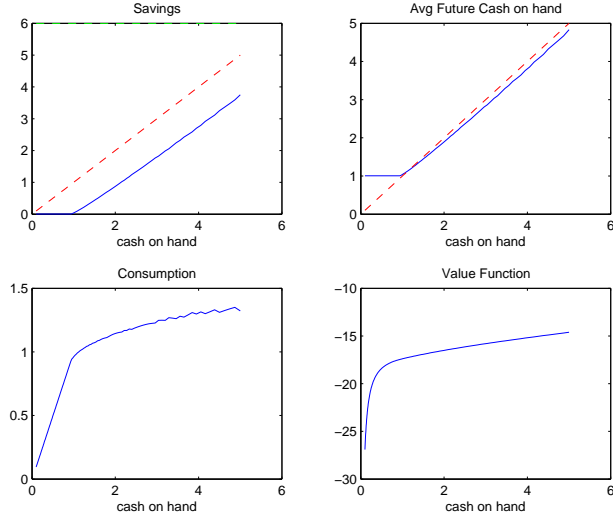 Savings
6
5
4
3
2
1
0
0 2 4 6
cash on hand
Avg Future Cash on hand
5
4
3
2
1
0
0 2 4 6
cash on hand
Consumption
1.5
1
0.5
0
0 2 4 6
cash on hand
Value Function
−10
−15
−20
−25
−30
0 2 4 6
cash on hand